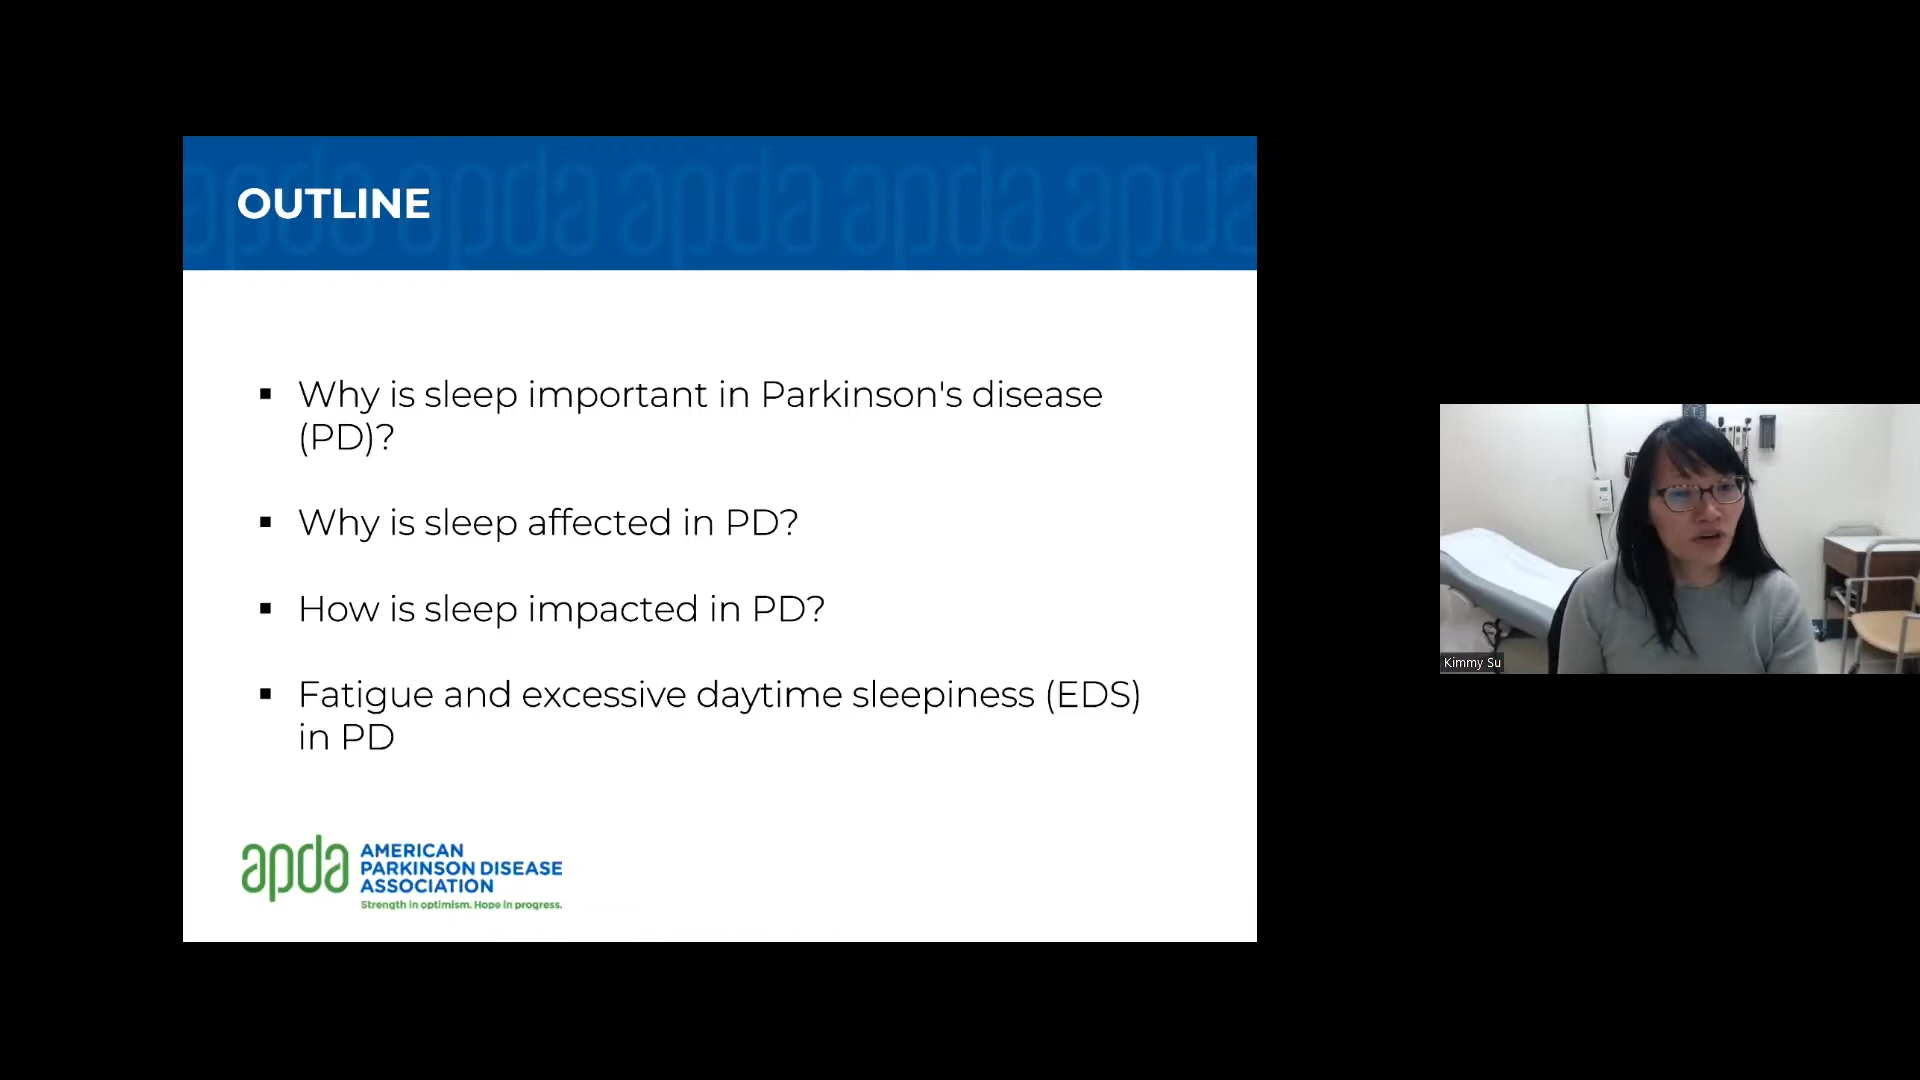 OUTLINE
▪ Why is sleep important in Parkinson's disease
(PD)?
▪ Why is sleep affected in PD?
▪ How is sleep impacted in PD?
▪ Fatigue and excessive daytime sleepiness (EDS)
in PD
apda
AMERICAN
PARKINSON DISEASE
ASSOCIATION
Strength in optimism. Hope in progress.
Kimmy Su